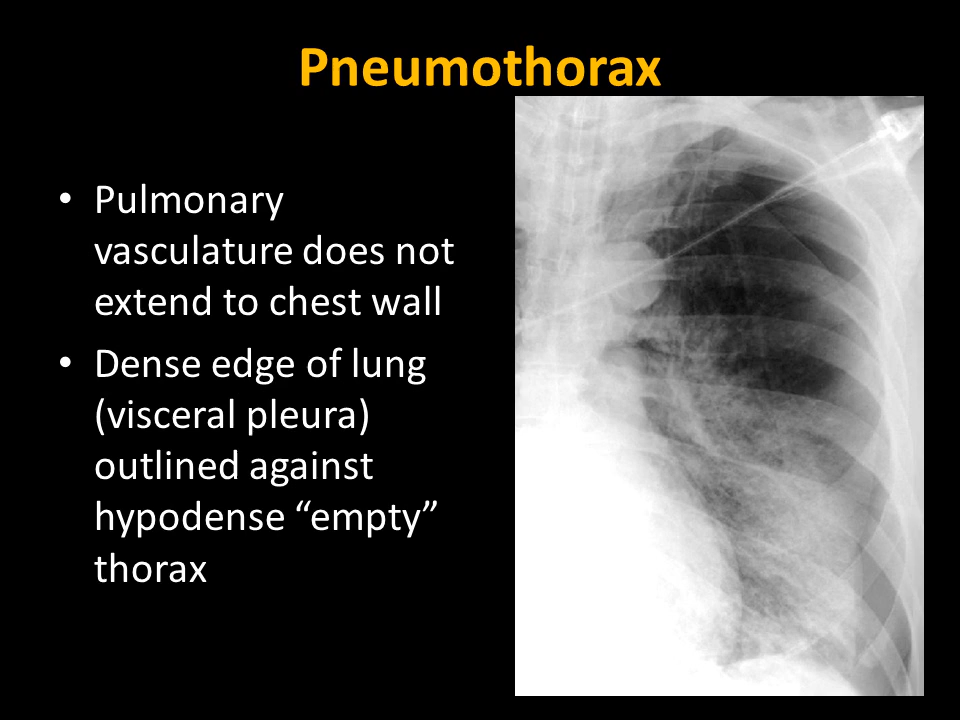 Pneumothorax
• Pulmonary
vasculature does not
extend to chest wall
• Dense edge of lung
(visceral pleura)
outlined against
hypodense “empty”
thorax